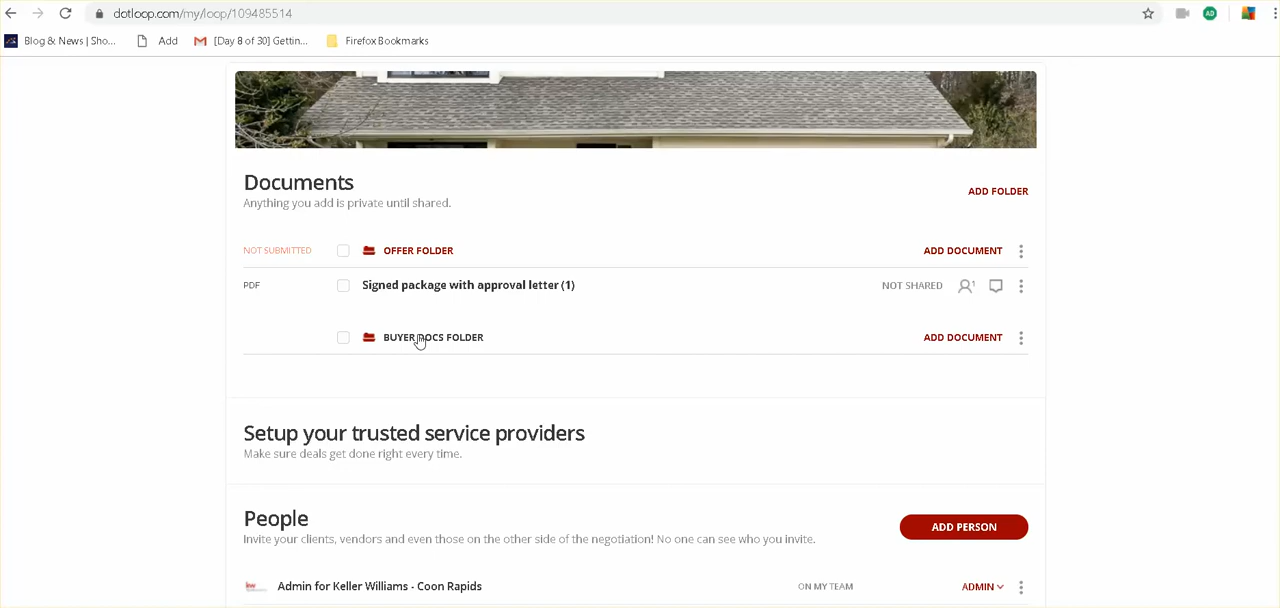 dotloop.com/my/loop/109485514
AD
Blog & News | Sho... Add [Day 8 of 30] Gettin... Firefox Bookmarks
Documents
Anything you add is private until shared.
ADD FOLDER
NOT SUBMITTED OFFER FOLDER ADD DOCUMENT
PDF Signed package with approval letter (1) NOT SHARED 1
BUYER DOCS FOLDER ADD DOCUMENT
Setup your trusted service providers
Make sure deals get done right every time.
People
Invite your clients, vendors and even those on the other side of the negotiation! No one can see who you invite.
ADD PERSON
kw Admin for Keller Williams - Coon Rapids ON MY TEAM ADMIN